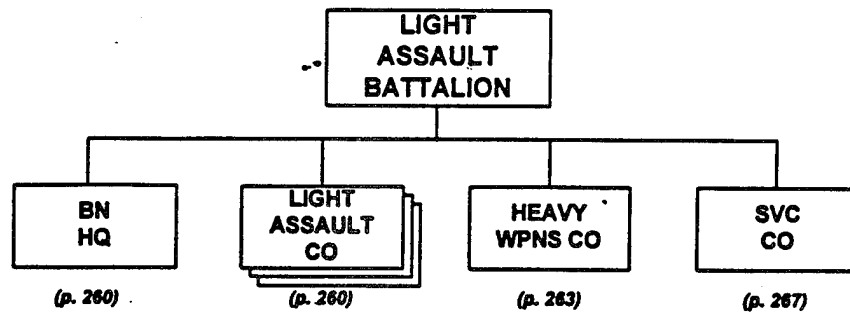 LIGHT
ASSAULT
BATTALION
BN
HQ
LIGHT
ASSAULT
CO
HEAVY
WPNS CO
SVC
CO
(p. 260)
(p. 260)
(p. 263)
(p. 267)